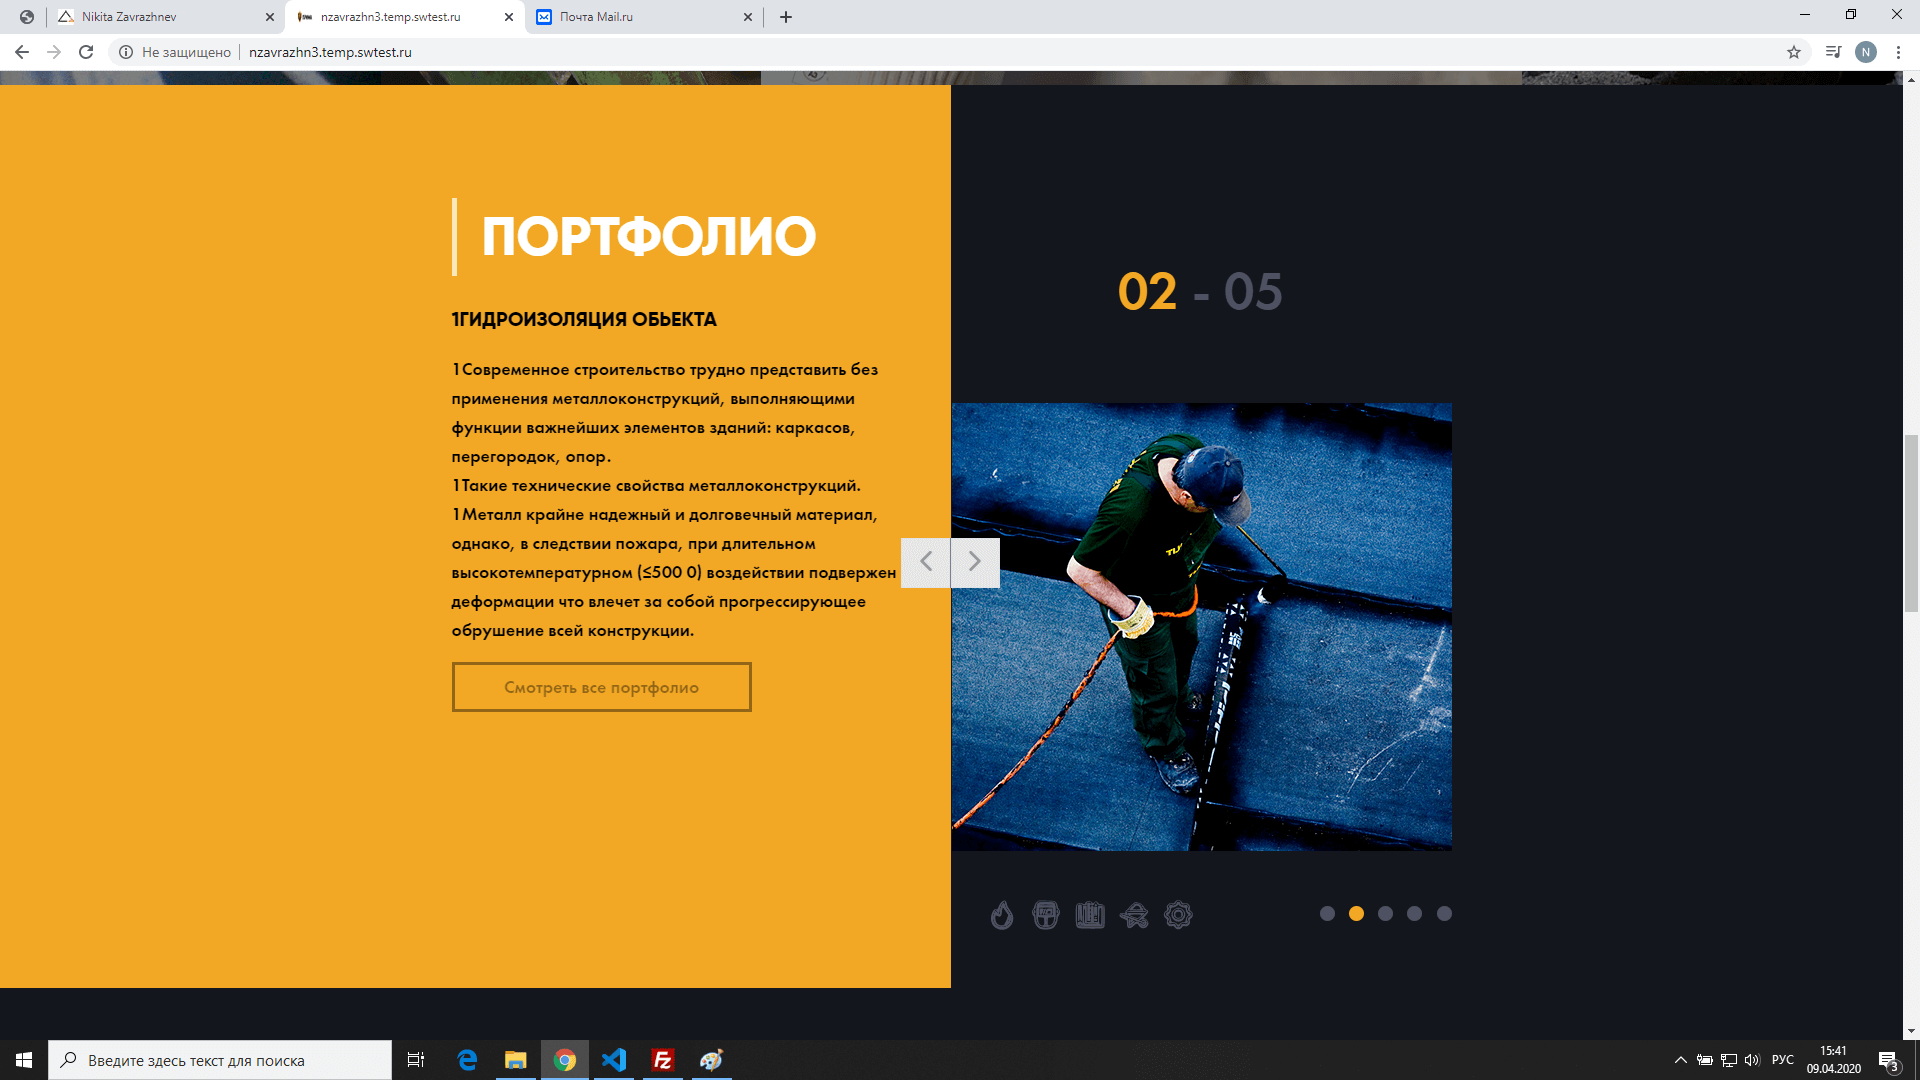 Nikita Zavrazhnev
nzavrazhn3.temp.swtest.ru
Почта Mail.ru
Не защищено
nzavrazhn3.temp.swtest.ru
N
ПОРТФОЛИО
1ГИДРОИЗОЛЯЦИЯ ОБЬЕКТА
1Современное строительство трудно представить без
применения металлоконструкций, выполняющими
функции важнейших элементов зданий: каркасов,
перегородок, опор.
1Такие технические свойства металлоконструкций.
1Металл крайне надежный и долговечный материал,
однако, в следствии пожара, при длительном
высокотемпературном (≤500 0) воздействии подвержен
деформации что влечет за собой прогрессирующее
обрушение всей конструкции.
Смотреть все портфолио
02 - 05
Введите здесь текст для поиска
РУС
15:41
09.04.2020
3